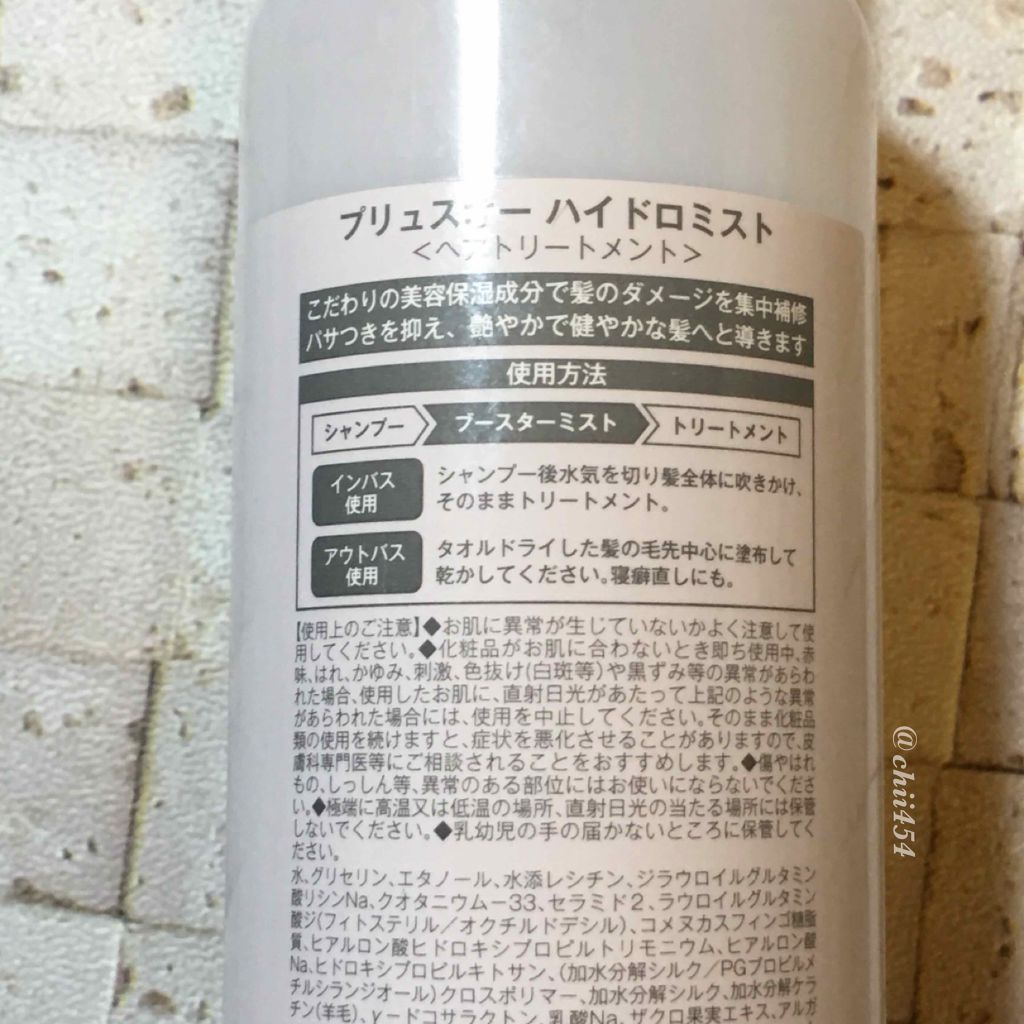 プリュスオー ハイドロミスト
<ヘアトリートメント>
こだわりの美容保湿成分で髪のダメージを集中補修
パサつきを抑え、艶やかで健やかな髪へと導きます
使用方法
シャンプー ブースターミスト トリートメント
インバス使用 シャンプー後水気を切り髪全体に吹きかけ、
そのままトリートメント。
アウトバス使用 タオルドライした髪の毛先中心に塗布して
乾かしてください。寝癖直しにも。
【使用上のご注意】◆お肌に異常が生じていないかよく注意して使
用してください。◆化粧品がお肌に合わないとき即ち使用中、赤
味、はれ、かゆみ、刺激、色抜け(白斑等)や黒ずみ等の異常があらわ
れた場合、使用したお肌に、直射日光があたって上記のような異常
があらわれた場合には、使用を中止してください。そのまま化粧品
類の使用を続けますと、症状を悪化させることがありますので、皮
膚科専門医等にご相談されることをおすすめします。◆傷やはれ
もの、しっしん等、異常のある部位にはお使いにならないでくださ
い。◆極端に高温又は低温の場所、直射日光の当たる場所には保管
しないでください。◆乳幼児の手の届かないところに保管してく
ださい。
水、グリセリン、エタノール、水添レシチン、ジラウロイルグルタミン
酸リシンNa、クオタニウム−33、セラミド2、ラウロイルグルタミン
酸ジ(フィトステリル/オクチルドデシル)、コメヌカスフィンゴ糖脂
質、ヒアルロン酸ヒドロキシプロピルトリモニウム、ヒアルロン酸
Na、ヒドロキシプロピルキトサン、(加水分解シルク/PGプロピルメ
チルシランジオール)クロスポリマー、加水分解シルク、加水分解ケラ
チン(羊毛)、γ−ドコサラクトン、乳酸Na、ザクロ果実エキス、アルガ
@chii454